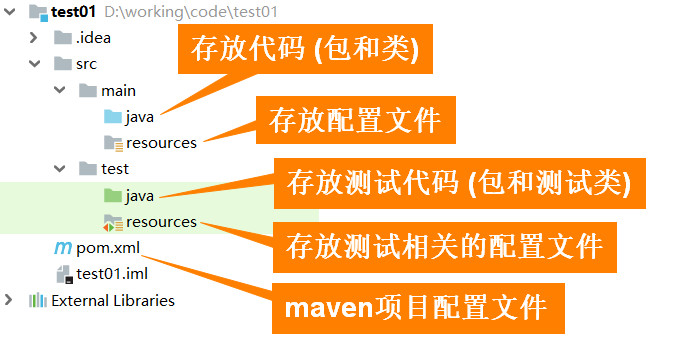 test01 D:\working\code\test01
.idea
存放代码 (包和类)
src
main
java
存放配置文件
resources
test
存放测试代码 (包和测试类)
java
resources
存放测试相关的配置文件
pom.xml
test01.iml
maven项目配置文件
External Libraries